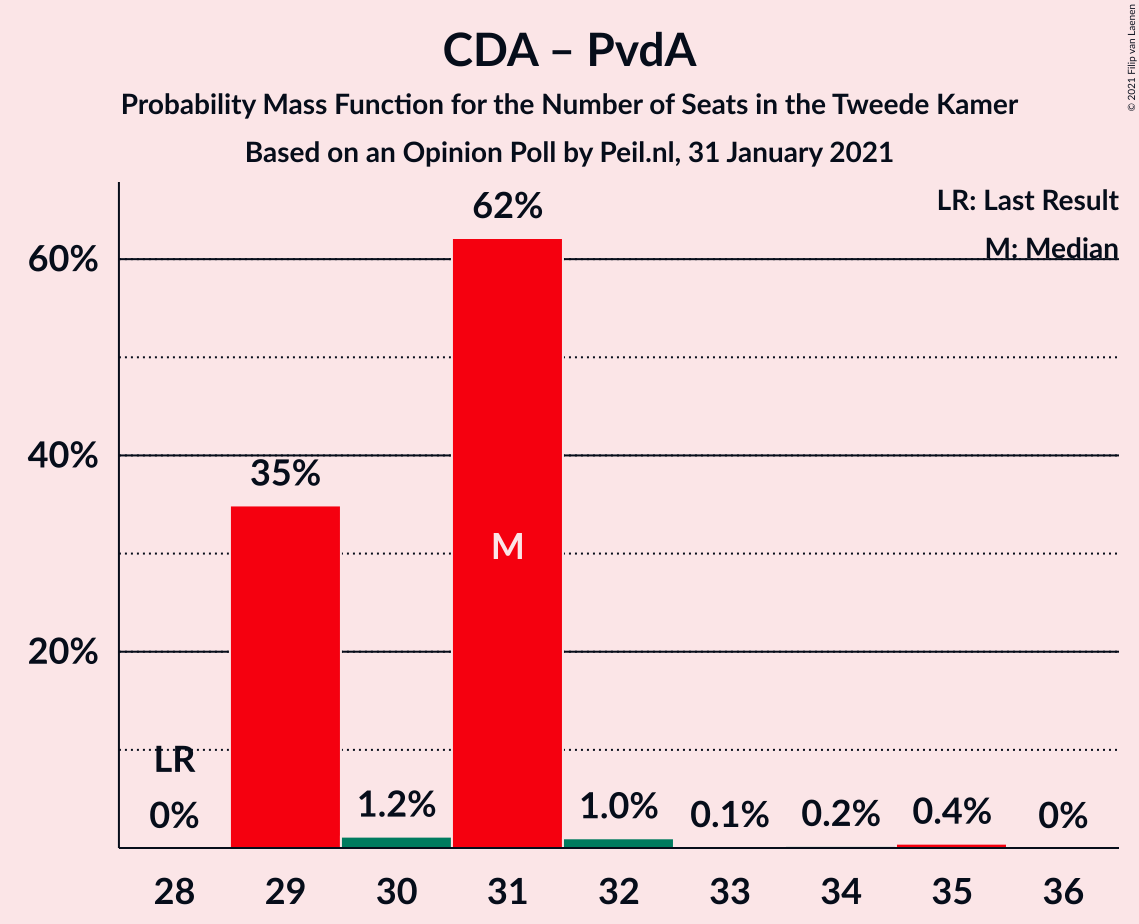 CDA – PvdA
Probability Mass Function for the Number of Seats in the Tweede Kamer
Based on an Opinion Poll by Peil.nl, 31 January 2021
© 2021 Filip van Laenen
LR: Last Result
M: Median
62%
60%
40%
35%
M
20%
LR
0%
1.2%
1.0%
0.1%
0.2%
0.4%
0%
28 29 30 31 32 33 34 35 36